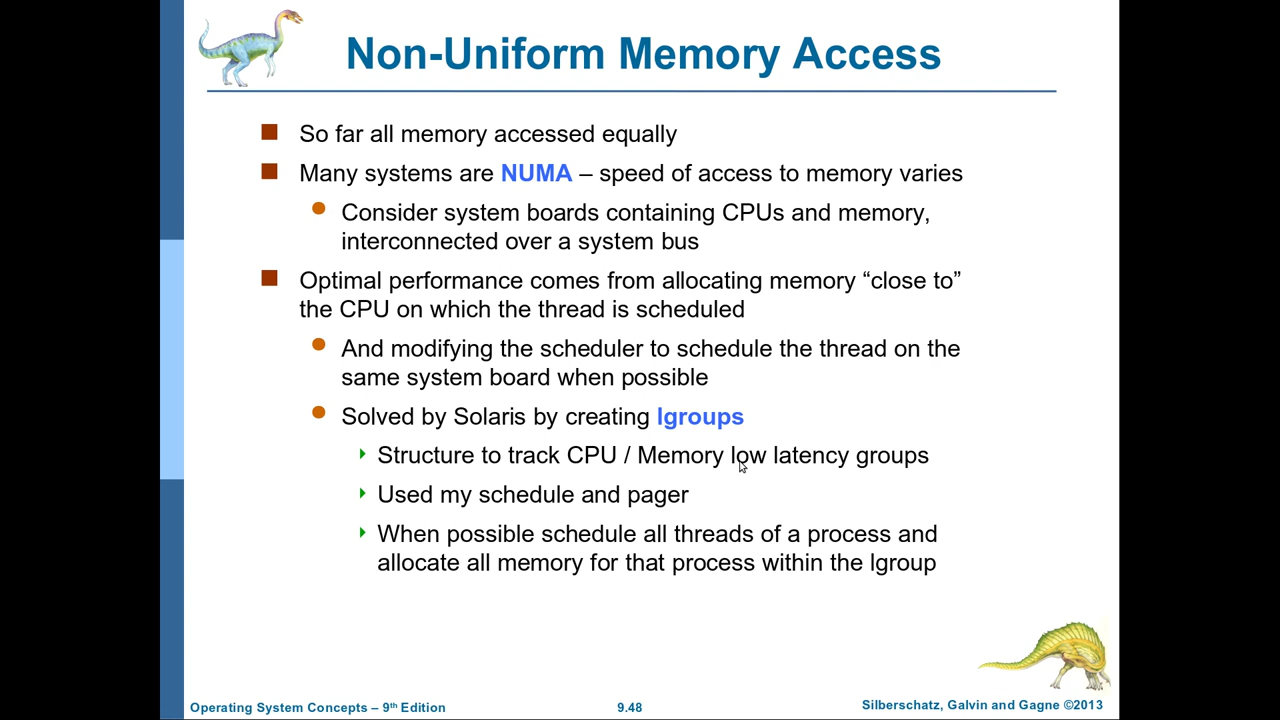 Non-Uniform Memory Access
So far all memory accessed equally
Many systems are NUMA – speed of access to memory varies
Consider system boards containing CPUs and memory,
interconnected over a system bus
Optimal performance comes from allocating memory “close to”
the CPU on which the thread is scheduled
And modifying the scheduler to schedule the thread on the
same system board when possible
Solved by Solaris by creating lgroups
Structure to track CPU / Memory low latency groups
Used my schedule and pager
When possible schedule all threads of a process and
allocate all memory for that process within the lgroup
Operating System Concepts – 9th Edition
9.48
Silberschatz, Galvin and Gagne ©2013